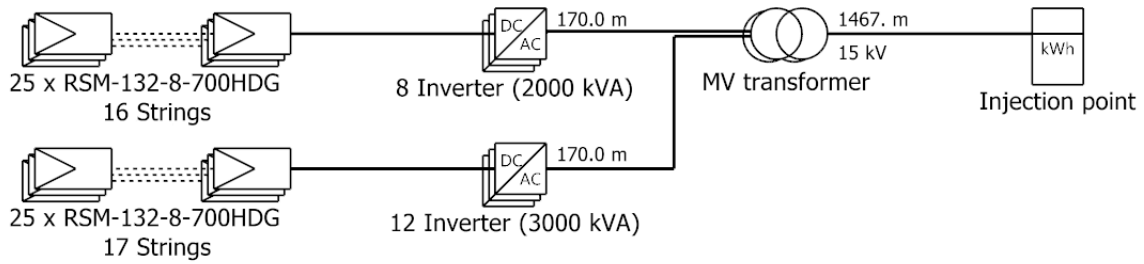 DC
AC
170.0 m
1467. m
15 kV
kWh
25 x RSM-132-8-700HDG
16 Strings
8 Inverter (2000 kVA)
MV transformer
Injection point
DC
AC
170.0 m
25 x RSM-132-8-700HDG
17 Strings
12 Inverter (3000 kVA)